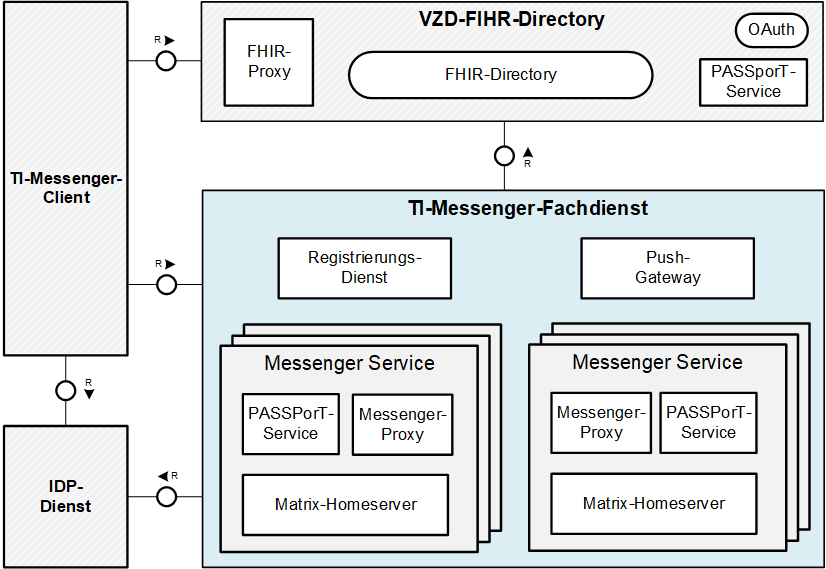 VZD-FIHR-Directory
OAuth
FHIR-
Proxy
FHIR-Directory
PASSporT-
Service
R
TI-Messenger-
Client
R
TI-Messenger-Fachdienst
R
Registrierungs-
Dienst
Push-
Gateway
Messenger Service
PASSPorT-
Service
Messenger-
Proxy
Matrix-Homeserver
Messenger Service
Messenger-
Proxy
PASSPorT-
Service
Matrix-Homeserver
R
IDP-
Dienst
R